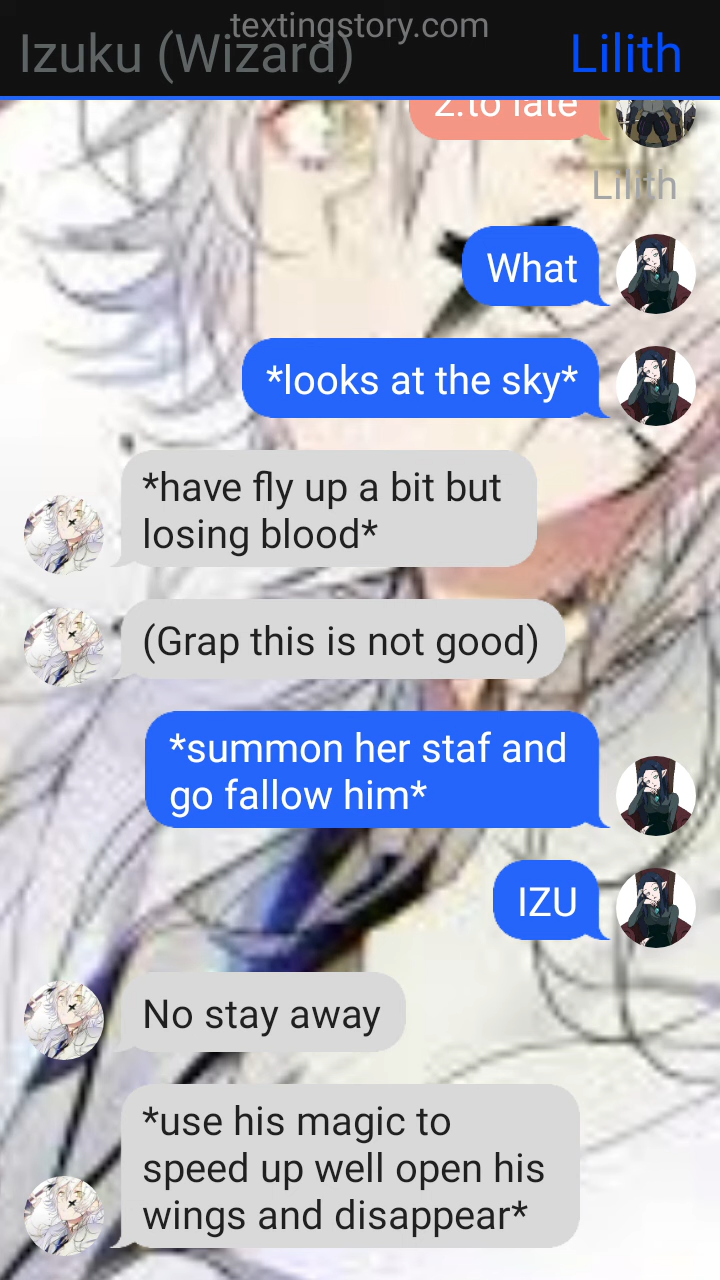 textingstory.com
Izuku (Wizard)
Lilith
2.to late
Lilith
What
*looks at the sky*
*have fly up a bit but
losing blood*
(Grap this is not good)
*summon her staf and
go fallow him*
IZU
No stay away
*use his magic to
speed up well open his
wings and disappear*